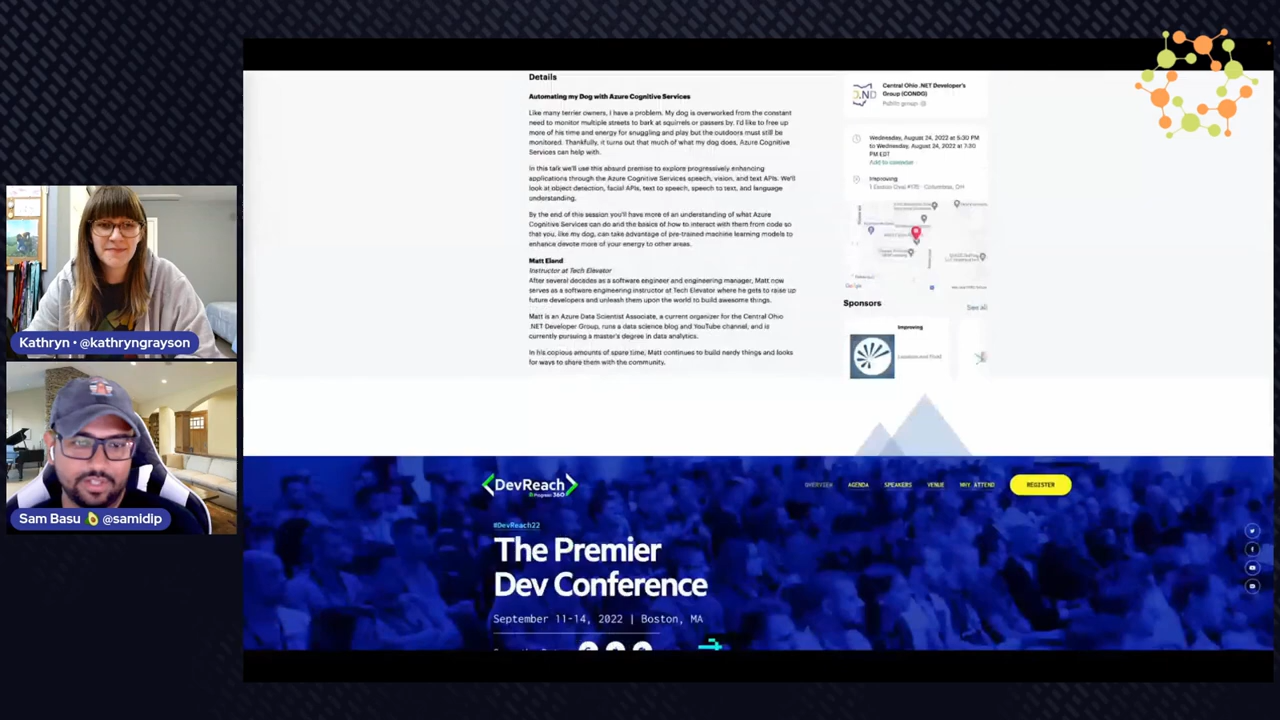 Details
Automating my Dog with Azure Cognitive Services
Like many terrier owners, I have a problem. My dog is overworked from the constant
need to monitor multiple streets to bark at squirrels or passers by. I'd like to free up
more of his time and energy for snuggling and play but the outdoors must still be
monitored. Thankfully, it turns out that much of what my dog does, Azure Cognitive
Services can help with.
In this talk we'll use this absurd premise to explore progressively enhancing
applications through the Azure Cognitive Services speech, vision, and text APIs. We'll
look at object detection, facial APIs, text to speech, speech to text, and language
understanding.
By the end of this session you'll have more of an understanding of what Azure
Cognitive Services can do and the basics of how to interact with them from code so
that you, like my dog, can take advantage of pre-trained machine learning models to
enhance devote more of your energy to other areas.
Matt Eland
Instructor at Tech Elevator
After several decades as a software engineer and engineering manager, Matt now
serves as a software engineering instructor at Tech Elevator where he gets to raise up
future developers and unleash them upon the world to build awesome things.
Matt is an Azure Data Scientist Associate, a current organizer for the Central Ohio
.NET Developer Group, runs a data science blog and YouTube channel, and is
currently pursuing a master's degree in data analytics.
In his copious amounts of spare time, Matt continues to build nerdy things and looks
for ways to share them with the community.
Central Ohio .NET Developer's
Group (CONDG)
Public group
Wednesday, August 24, 2022 at 5:30 PM
to Wednesday, August 24, 2022 at 7:30
PM EDT
Add to calendar
Improving
Columbus, OH
Google
Sponsors
See all
Improving
Kathryn • @kathryngrayson
Sam Basu 🥑 @samidip
<DevReach>
Progress 360
OVERVIEW AGENDA SPEAKERS VENUE WHY ATTEND REGISTER
#DevReach22
The Premier
Dev Conference
September 11-14, 2022 | Boston, MA